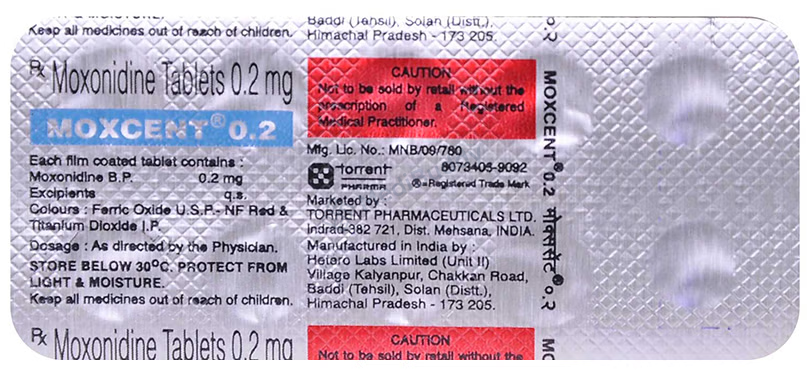 & MOISTURE.
Keep all medicines out of reach of children.
Baddi (Tehsil), Solan (Distt.),
Himachal Pradesh - 173 205.
Rx Moxonidine Tablets 0.2 mg
MOXCENT® 0.2
Each film coated tablet contains :
Moxonidine B.P. 0.2 mg
Excipients q.s.
Colours : Ferric Oxide U.S.P.- NF Red &
Titanium Dioxide I.P.
Dosage : As directed by the Physician.
STORE BELOW 30°C. PROTECT FROM
LIGHT & MOISTURE.
Keep all medicines out of reach of children.
CAUTION
Not to be sold by retail without the
prescription of a Registered
Medical Practitioner.
Mfg. Lic. No.: MNB/09/780
torrent
PHARMA
8073405-9092
®=Registered Trade Mark
Marketed by :
TORRENT PHARMACEUTICALS LTD.
Indrad-382 721, Dist. Mehsana, INDIA.
Manufactured in India by :
Hetero Labs Limited (Unit II)
Village Kalyanpur, Chakkan Road,
Baddi (Tehsil), Solan (Distt.),
Himachal Pradesh - 173 205.
MOXCENT® 0.2
Rx Moxonidine Tablets 0.2 mg
CAUTION
Not to be sold by retail without the